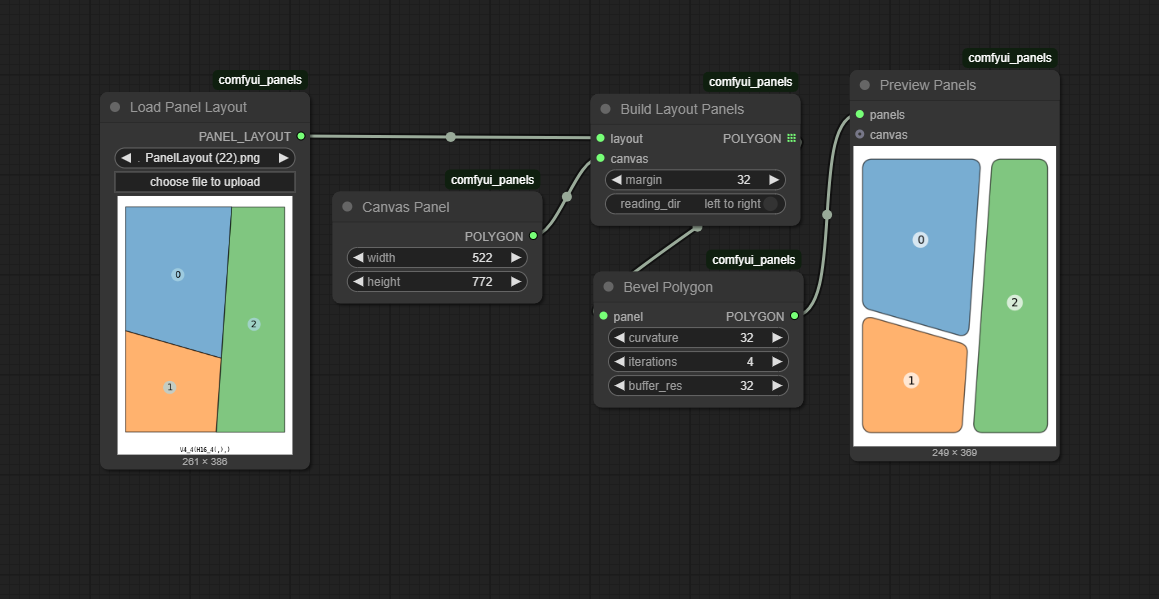 comfyui_panels
Load Panel Layout
PANEL_LAYOUT
PanelLayout (22).png
choose file to upload
0
2
1
V4_4(H16_4(,),)
261 × 386
comfyui_panels
Canvas Panel
POLYGON
width 522
height 772
comfyui_panels
Build Layout Panels
layout POLYGON
canvas
margin 32
reading_dir left to right
comfyui_panels
Bevel Polygon
panel POLYGON
curvature 32
iterations 4
buffer_res 32
comfyui_panels
Preview Panels
panels
canvas
0
2
1
249 × 369